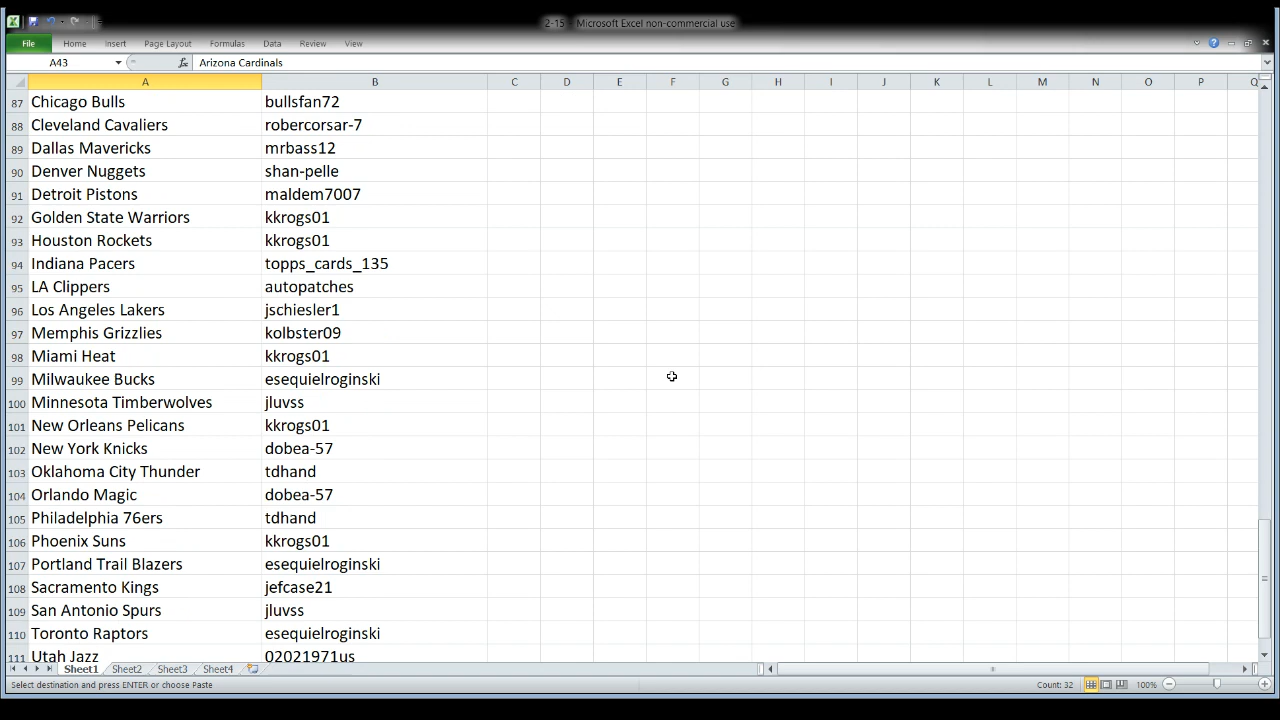 2-15 - Microsoft Excel non-commercial use
File Home Insert Page Layout Formulas Data Review View
A43 fx Arizona Cardinals
A B C D E F G H I J K L M N O P Q
87 Chicago Bulls bullsfan72
88 Cleveland Cavaliers robercorsar-7
89 Dallas Mavericks mrbass12
90 Denver Nuggets shan-pelle
91 Detroit Pistons maldem7007
92 Golden State Warriors kkrogs01
93 Houston Rockets kkrogs01
94 Indiana Pacers topps_cards_135
95 LA Clippers autopatches
96 Los Angeles Lakers jschiesler1
97 Memphis Grizzlies kolbster09
98 Miami Heat kkrogs01
99 Milwaukee Bucks esequielroginski
100 Minnesota Timberwolves jluvss
101 New Orleans Pelicans kkrogs01
102 New York Knicks dobea-57
103 Oklahoma City Thunder tdhand
104 Orlando Magic dobea-57
105 Philadelphia 76ers tdhand
106 Phoenix Suns kkrogs01
107 Portland Trail Blazers esequielroginski
108 Sacramento Kings jefcase21
109 San Antonio Spurs jluvss
110 Toronto Raptors esequielroginski
111 Utah Jazz 02021971us
Sheet1 Sheet2 Sheet3 Sheet4
Select destination and press ENTER or choose Paste Count: 32 100%